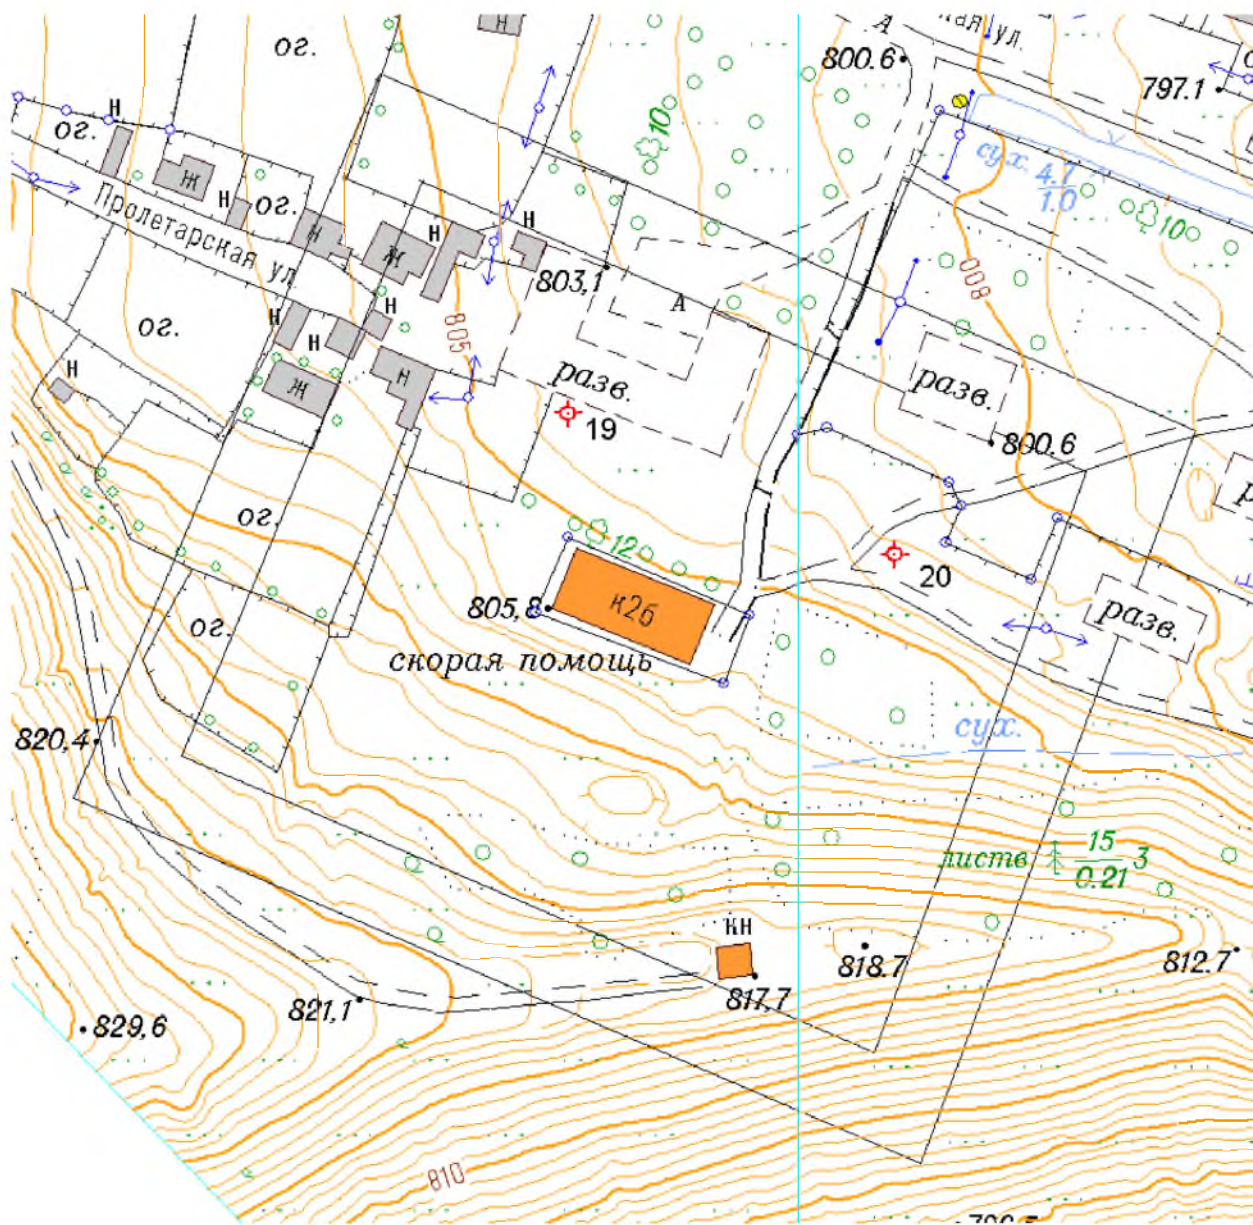 Н
ог.
ая ул.
А
800.6
797.1
Н
ог.
10
Ж
Н
ог.
сух. 4.7
1.0
10
Пролетарская ул.
Н
Ж
Н
Н
803,1
800
А
ог.
Н
Н
Н
805
Н
Ж
Н
разв.
19
разв.
800.6
ог.
12
20
805,8
к2б
разв.
ог.
скорая помощь
820,4
сух.
листв 15 3
0.21
КН
818.7
812.7
817,7
821,1
829,6
810